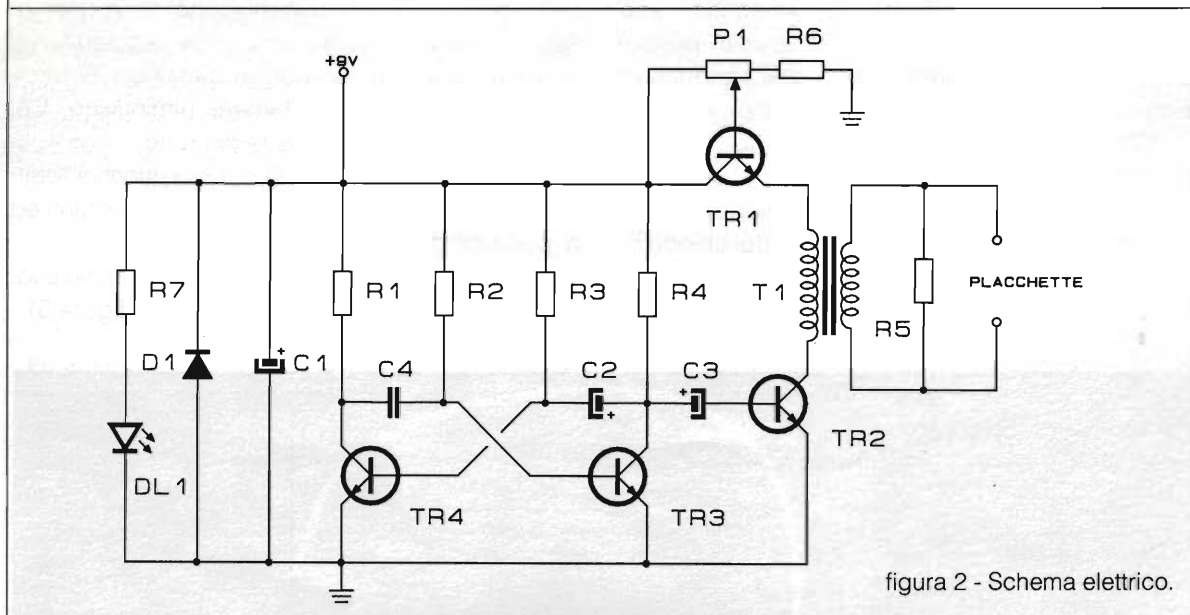 P1 R6
+9V
TR1
R7 D1 C1 R1 R2 R3 R4 T1 R5 PLACCHETTE
C4 C2 C3
+
+
+
DL1 TR4 TR3 TR2
figura 2 - Schema elettrico.